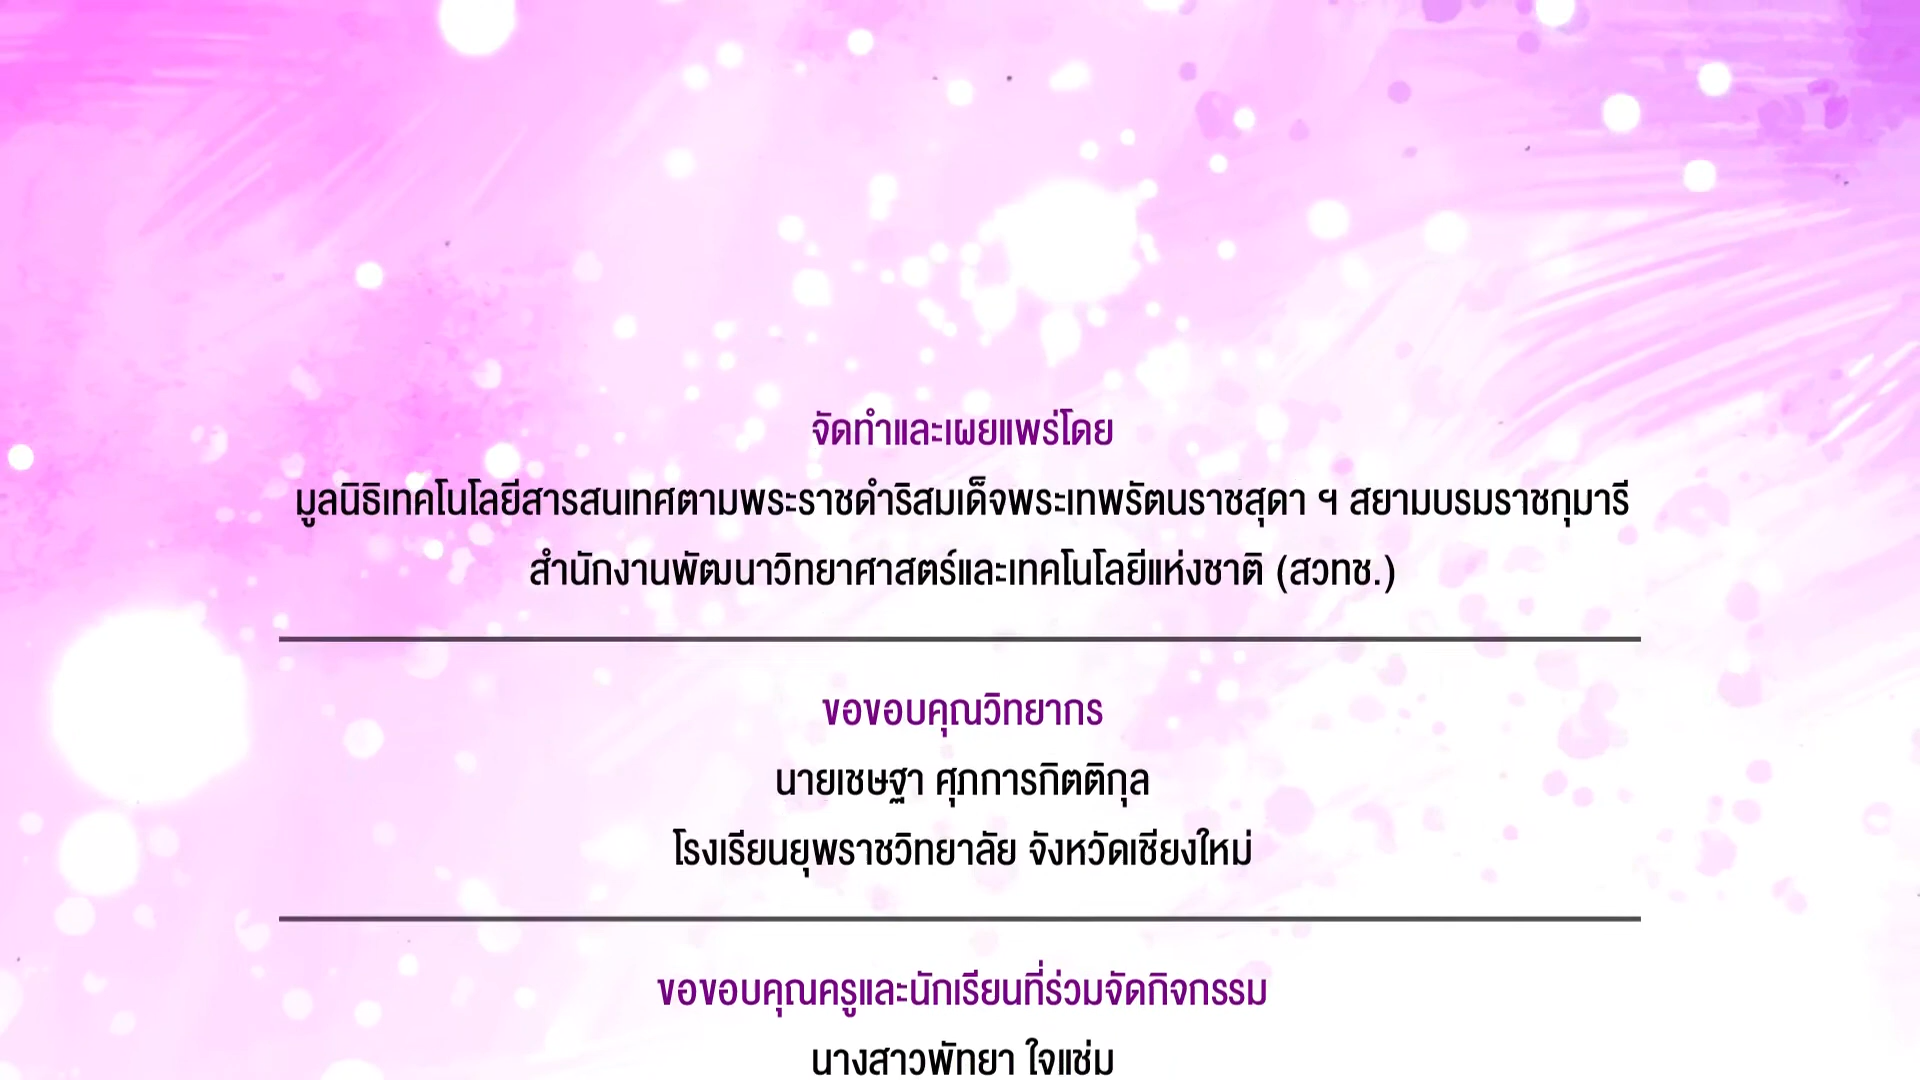 จัดทำและเผยแพร่โดย
มูลนิธิเทคโนโลยีสารสนเทศตามพระราชดำริสมเด็จพระเทพรัตนราชสุดา ฯ สยามบรมราชกุมารี
สำนักงานพัฒนาวิทยาศาสตร์และเทคโนโลยีแห่งชาติ (สวทช.)
ขอขอบคุณวิทยากร
นายเชษฐา ศุภการกิตติกุล
โรงเรียนยุพราชวิทยาลัย จังหวัดเชียงใหม่
ขอขอบคุณครูและนักเรียนที่ร่วมจัดกิจกรรม
นางสาวพัทยา ใจแช่ม